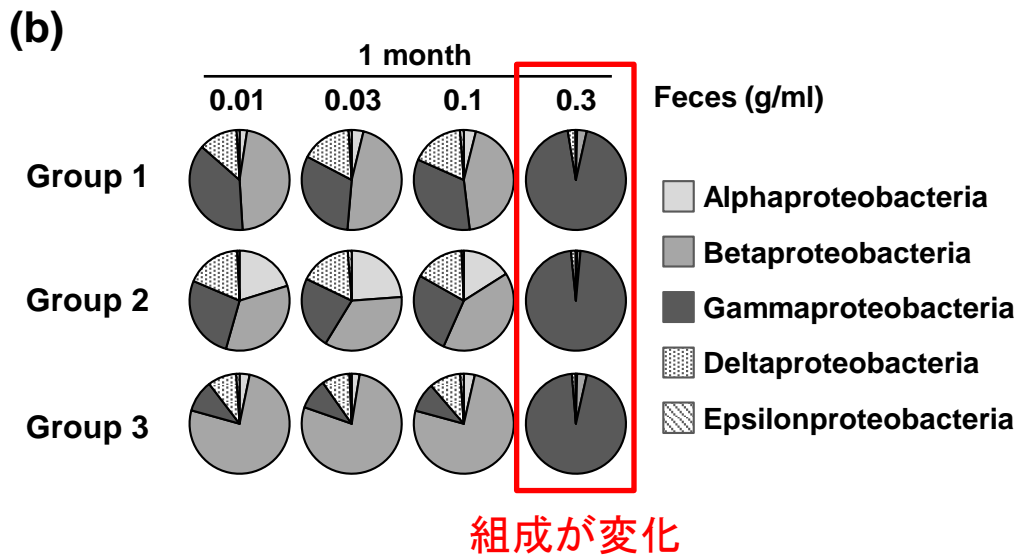 (b)
1 month
0.01 0.03 0.1 0.3 Feces (g/ml)
Group 1
Group 2
Group 3
Alphaproteobacteria
Betaproteobacteria
Gammaproteobacteria
Deltaproteobacteria
Epsilonproteobacteria
組成が変化